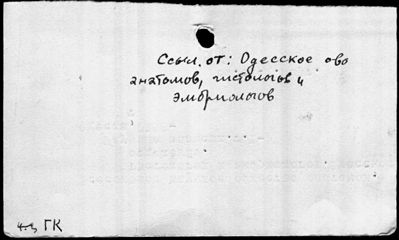 Ссыл. от: Одесское о-во
анатомов, гистологов и
эмбриологов
ГК